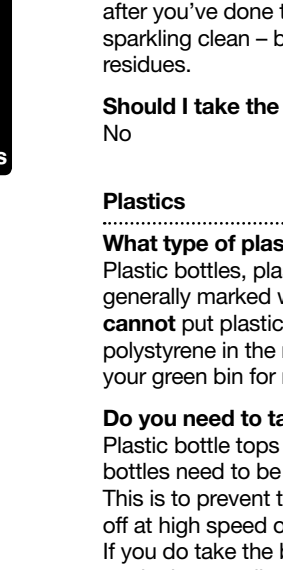 after you've done t
sparkling clean – b
residues.
Should I take the
No
s
Plastics
What type of plas
Plastic bottles, pla
generally marked w
cannot put plastic
polystyrene in the
your green bin for
Do you need to ta
Plastic bottle tops
bottles need to be
This is to prevent t
off at high speed o
If you do take the b